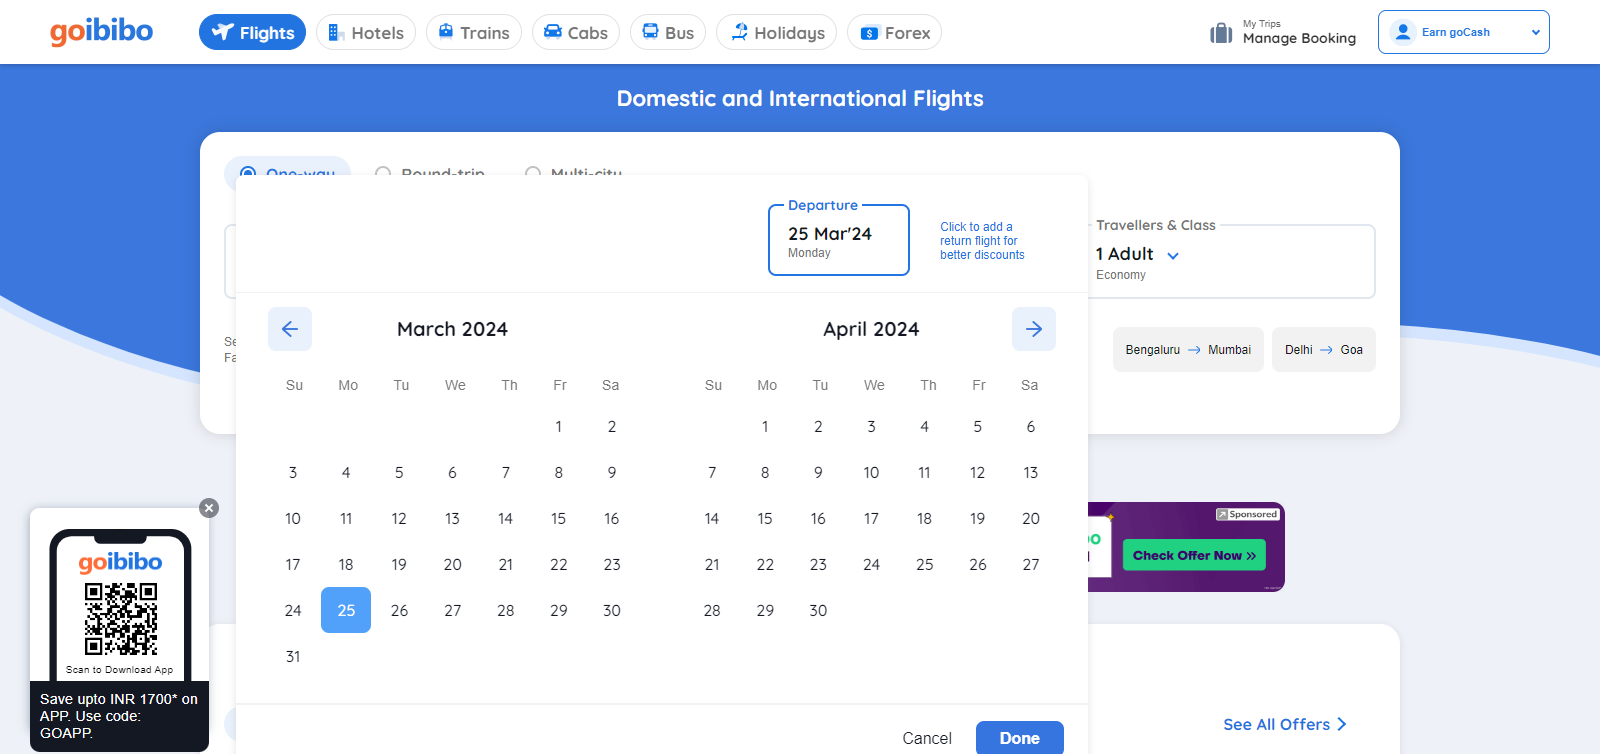 goibibo
Flights
Hotels
Trains
Cabs
Bus
Holidays
Forex
My Trips
Manage Booking
Earn goCash
Domestic and International Flights
One-way
Round-trip
Multi-city
Departure
25 Mar'24
Monday
Click to add a
return flight for
better discounts
Travellers & Class
1 Adult
Economy
Se
Fa
Bengaluru → Mumbai
Delhi → Goa
March 2024
Su Mo Tu We Th Fr Sa
1 2
3 4 5 6 7 8 9
10 11 12 13 14 15 16
17 18 19 20 21 22 23
24 25 26 27 28 29 30
31
April 2024
Su Mo Tu We Th Fr Sa
1 2 3 4 5 6
7 8 9 10 11 12 13
14 15 16 17 18 19 20
21 22 23 24 25 26 27
28 29 30
Cancel
Done
Sponsored
Check Offer Now »
goibibo
Scan to Download App
Save upto INR 1700* on
APP. Use code:
GOAPP.
See All Offers